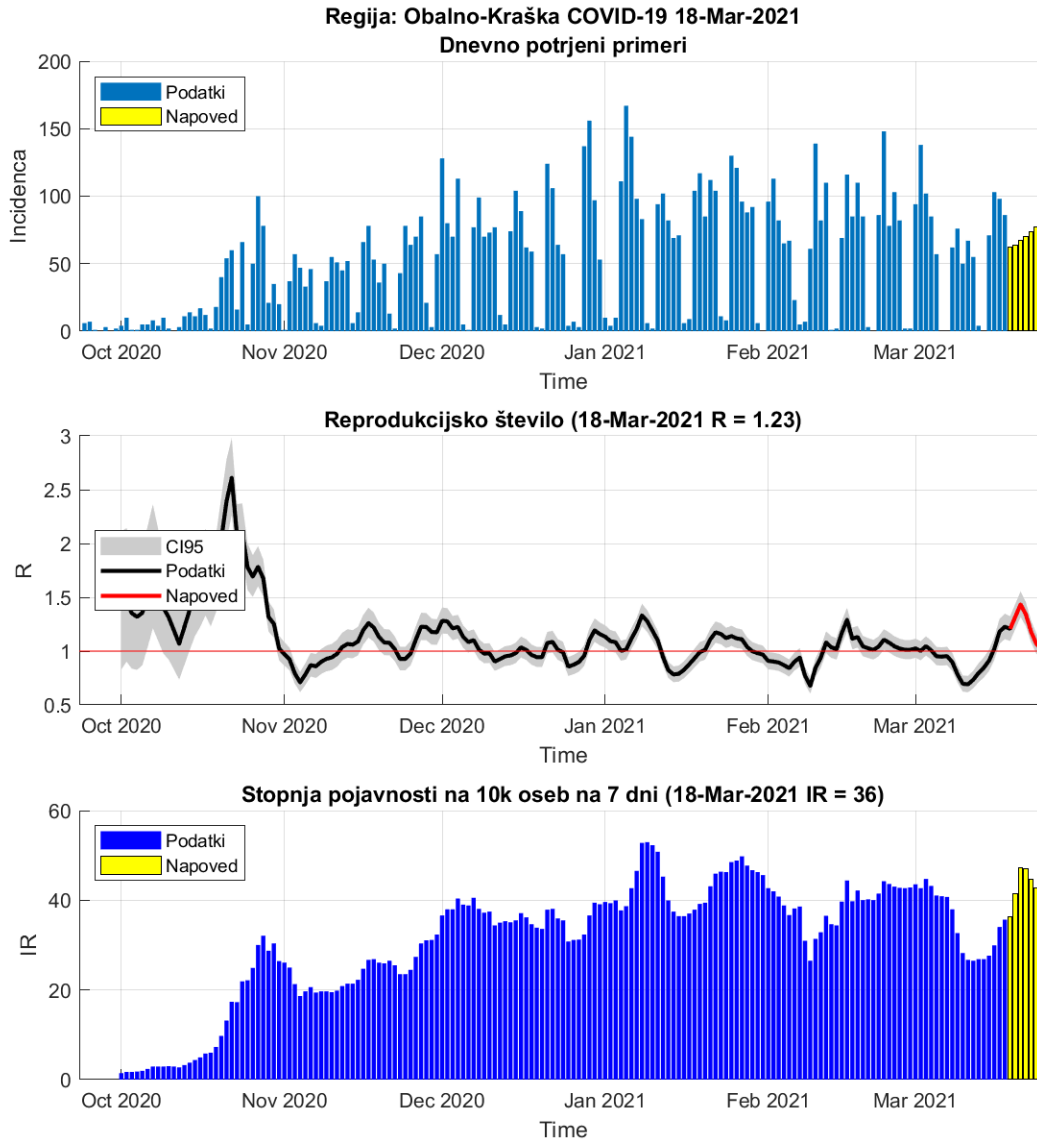 Regija: Obalno-Kraška COVID-19 18-Mar-2021
Dnevno potrjeni primeri
200
150
100
50
0
Incidenca
Podatki
Napoved
Oct 2020 Nov 2020 Dec 2020 Jan 2021 Feb 2021 Mar 2021
Time
Reprodukcijsko število (18-Mar-2021 R = 1.23)
3
2.5
2
1.5
1
0.5
R
CI95
Podatki
Napoved
Oct 2020 Nov 2020 Dec 2020 Jan 2021 Feb 2021 Mar 2021
Time
Stopnja pojavnosti na 10k oseb na 7 dni (18-Mar-2021 IR = 36)
60
40
20
0
IR
Podatki
Napoved
Oct 2020 Nov 2020 Dec 2020 Jan 2021 Feb 2021 Mar 2021
Time